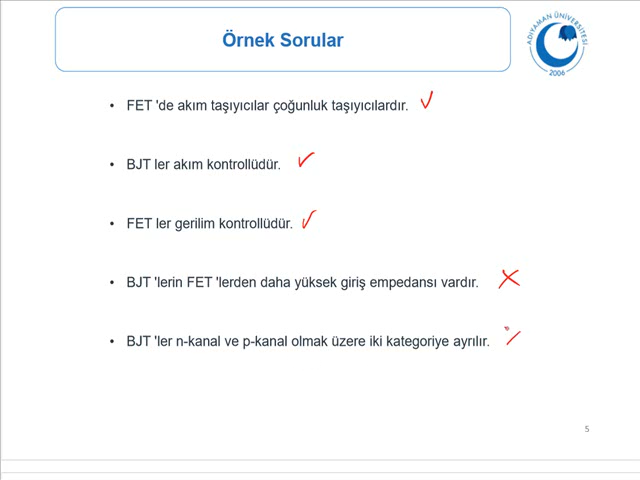 Örnek Sorular
ADIYAMAN ÜNİVERSİTESİ
2006
• FET 'de akım taşıyıcılar çoğunluk taşıyıcılardır.
• BJT ler akım kontrollüdür.
• FET ler gerilim kontrollüdür.
• BJT 'lerin FET 'lerden daha yüksek giriş empedansı vardır.
• BJT 'ler n-kanal ve p-kanal olmak üzere iki kategoriye ayrılır.
5